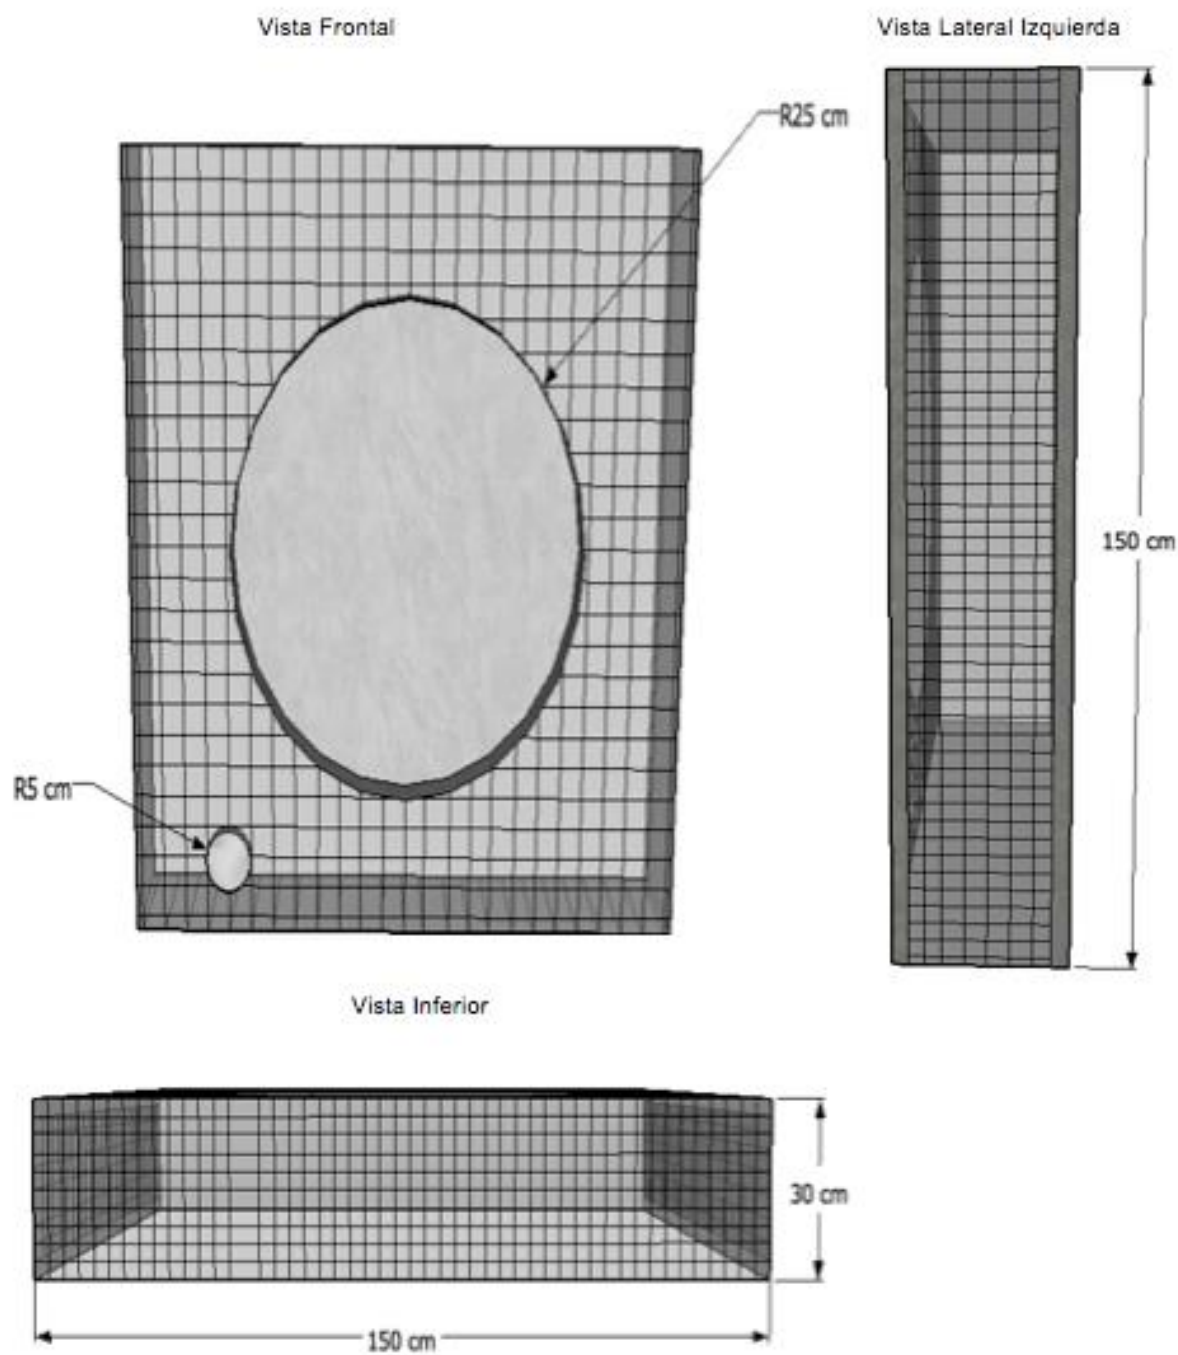 Vista Frontal
Vista Lateral Izquierda
R25 cm
150 cm
R5 cm
Vista Inferior
30 cm
150 cm